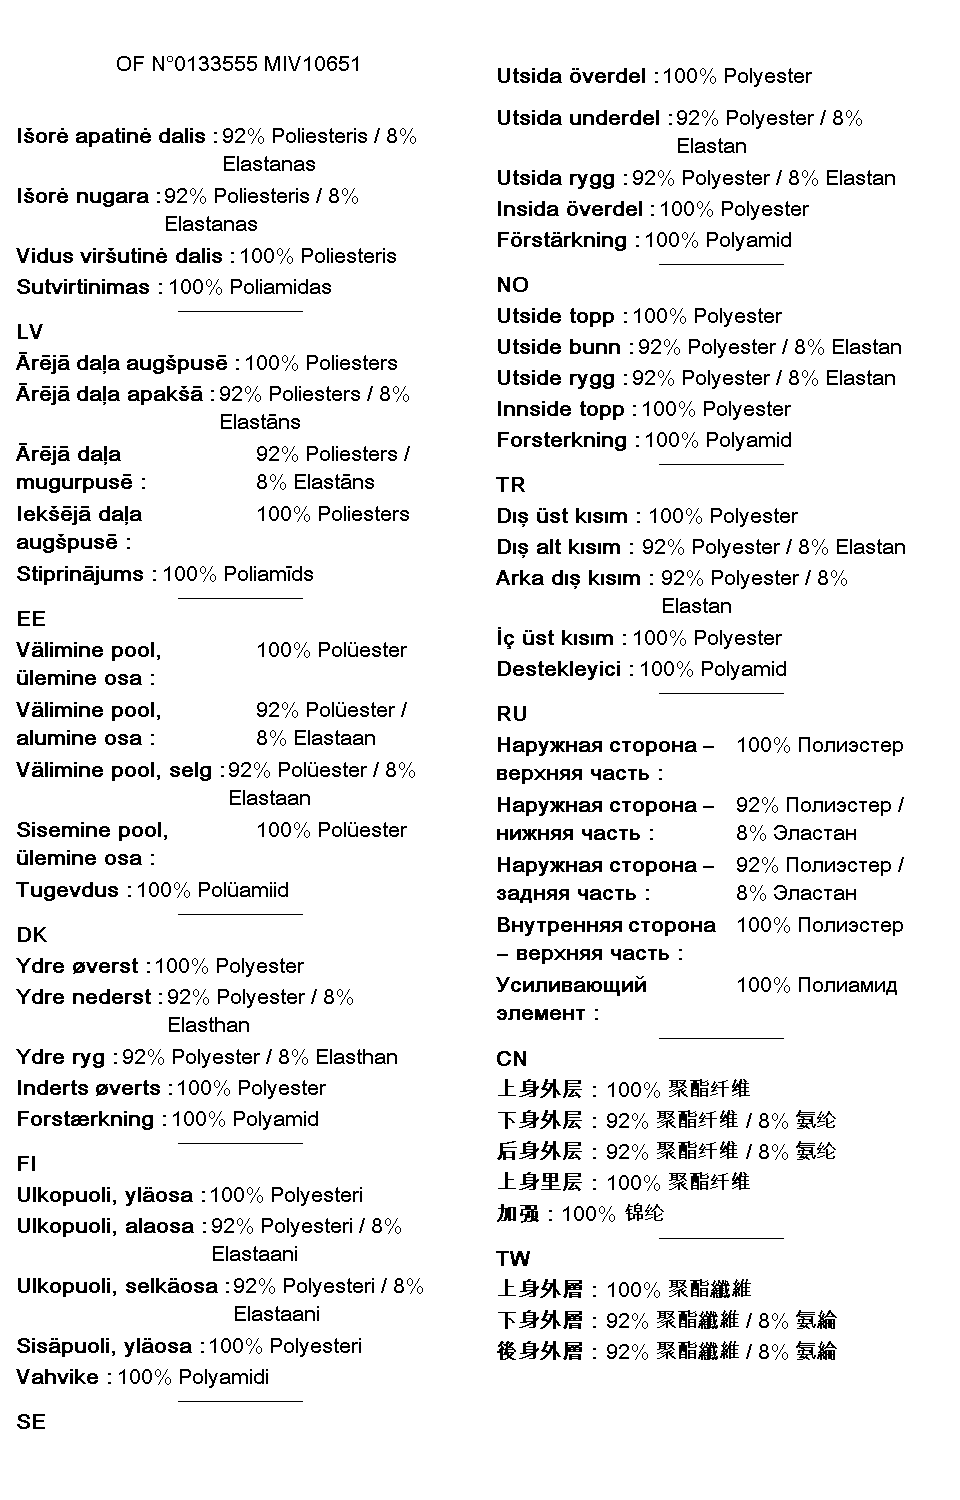 OF N°0133555 MIV10651
Išorė apatinė dalis : 92% Poliesteris / 8%
Elastanas
Išorė nugara : 92% Poliesteris / 8%
Elastanas
Vidus viršutinė dalis : 100% Poliesteris
Sutvirtinimas : 100% Poliamidas
LV
Ārējā daļa augšpusē : 100% Poliesters
Ārējā daļa apakšā : 92% Poliesters / 8%
Elastāns
Ārējā daļa 92% Poliesters /
mugurpusē : 8% Elastāns
Iekšējā daļa 100% Poliesters
augšpusē :
Stiprinājums : 100% Poliamīds
EE
Välimine pool, 100% Polüester
ülemine osa :
Välimine pool, 92% Polüester /
alumine osa : 8% Elastaan
Välimine pool, selg : 92% Polüester / 8%
Elastaan
Sisemine pool, 100% Polüester
ülemine osa :
Tugevdus : 100% Polüamiid
DK
Ydre øverst : 100% Polyester
Ydre nederst : 92% Polyester / 8%
Elasthan
Ydre ryg : 92% Polyester / 8% Elasthan
Inderts øverts : 100% Polyester
Forstærkning : 100% Polyamid
FI
Ulkopuoli, yläosa : 100% Polyesteri
Ulkopuoli, alaosa : 92% Polyesteri / 8%
Elastaani
Ulkopuoli, selkäosa : 92% Polyesteri / 8%
Elastaani
Sisäpuoli, yläosa : 100% Polyesteri
Vahvike : 100% Polyamidi
SE
Utsida överdel : 100% Polyester
Utsida underdel : 92% Polyester / 8%
Elastan
Utsida rygg : 92% Polyester / 8% Elastan
Insida överdel : 100% Polyester
Förstärkning : 100% Polyamid
NO
Utside topp : 100% Polyester
Utside bunn : 92% Polyester / 8% Elastan
Utside rygg : 92% Polyester / 8% Elastan
Innside topp : 100% Polyester
Forsterkning : 100% Polyamid
TR
Dış üst kısım : 100% Polyester
Dış alt kısım : 92% Polyester / 8% Elastan
Arka dış kısım : 92% Polyester / 8%
Elastan
İç üst kısım : 100% Polyester
Destekleyici : 100% Polyamid
RU
Наружная сторона – 100% Полиэстер
верхняя часть :
Наружная сторона – 92% Полиэстер /
нижняя часть : 8% Эластан
Наружная сторона – 92% Полиэстер /
задняя часть : 8% Эластан
Внутренняя сторона 100% Полиэстер
– верхняя часть :
Усиливающий 100% Полиамид
элемент :
CN
上身外层 : 100% 聚酯纤维
下身外层 : 92% 聚酯纤维 / 8% 氨纶
后身外层 : 92% 聚酯纤维 / 8% 氨纶
上身里层 : 100% 聚酯纤维
加强 : 100% 锦纶
TW
上身外層 : 100% 聚酯纖維
下身外層 : 92% 聚酯纖維 / 8% 氨綸
後身外層 : 92% 聚酯纖維 / 8% 氨綸